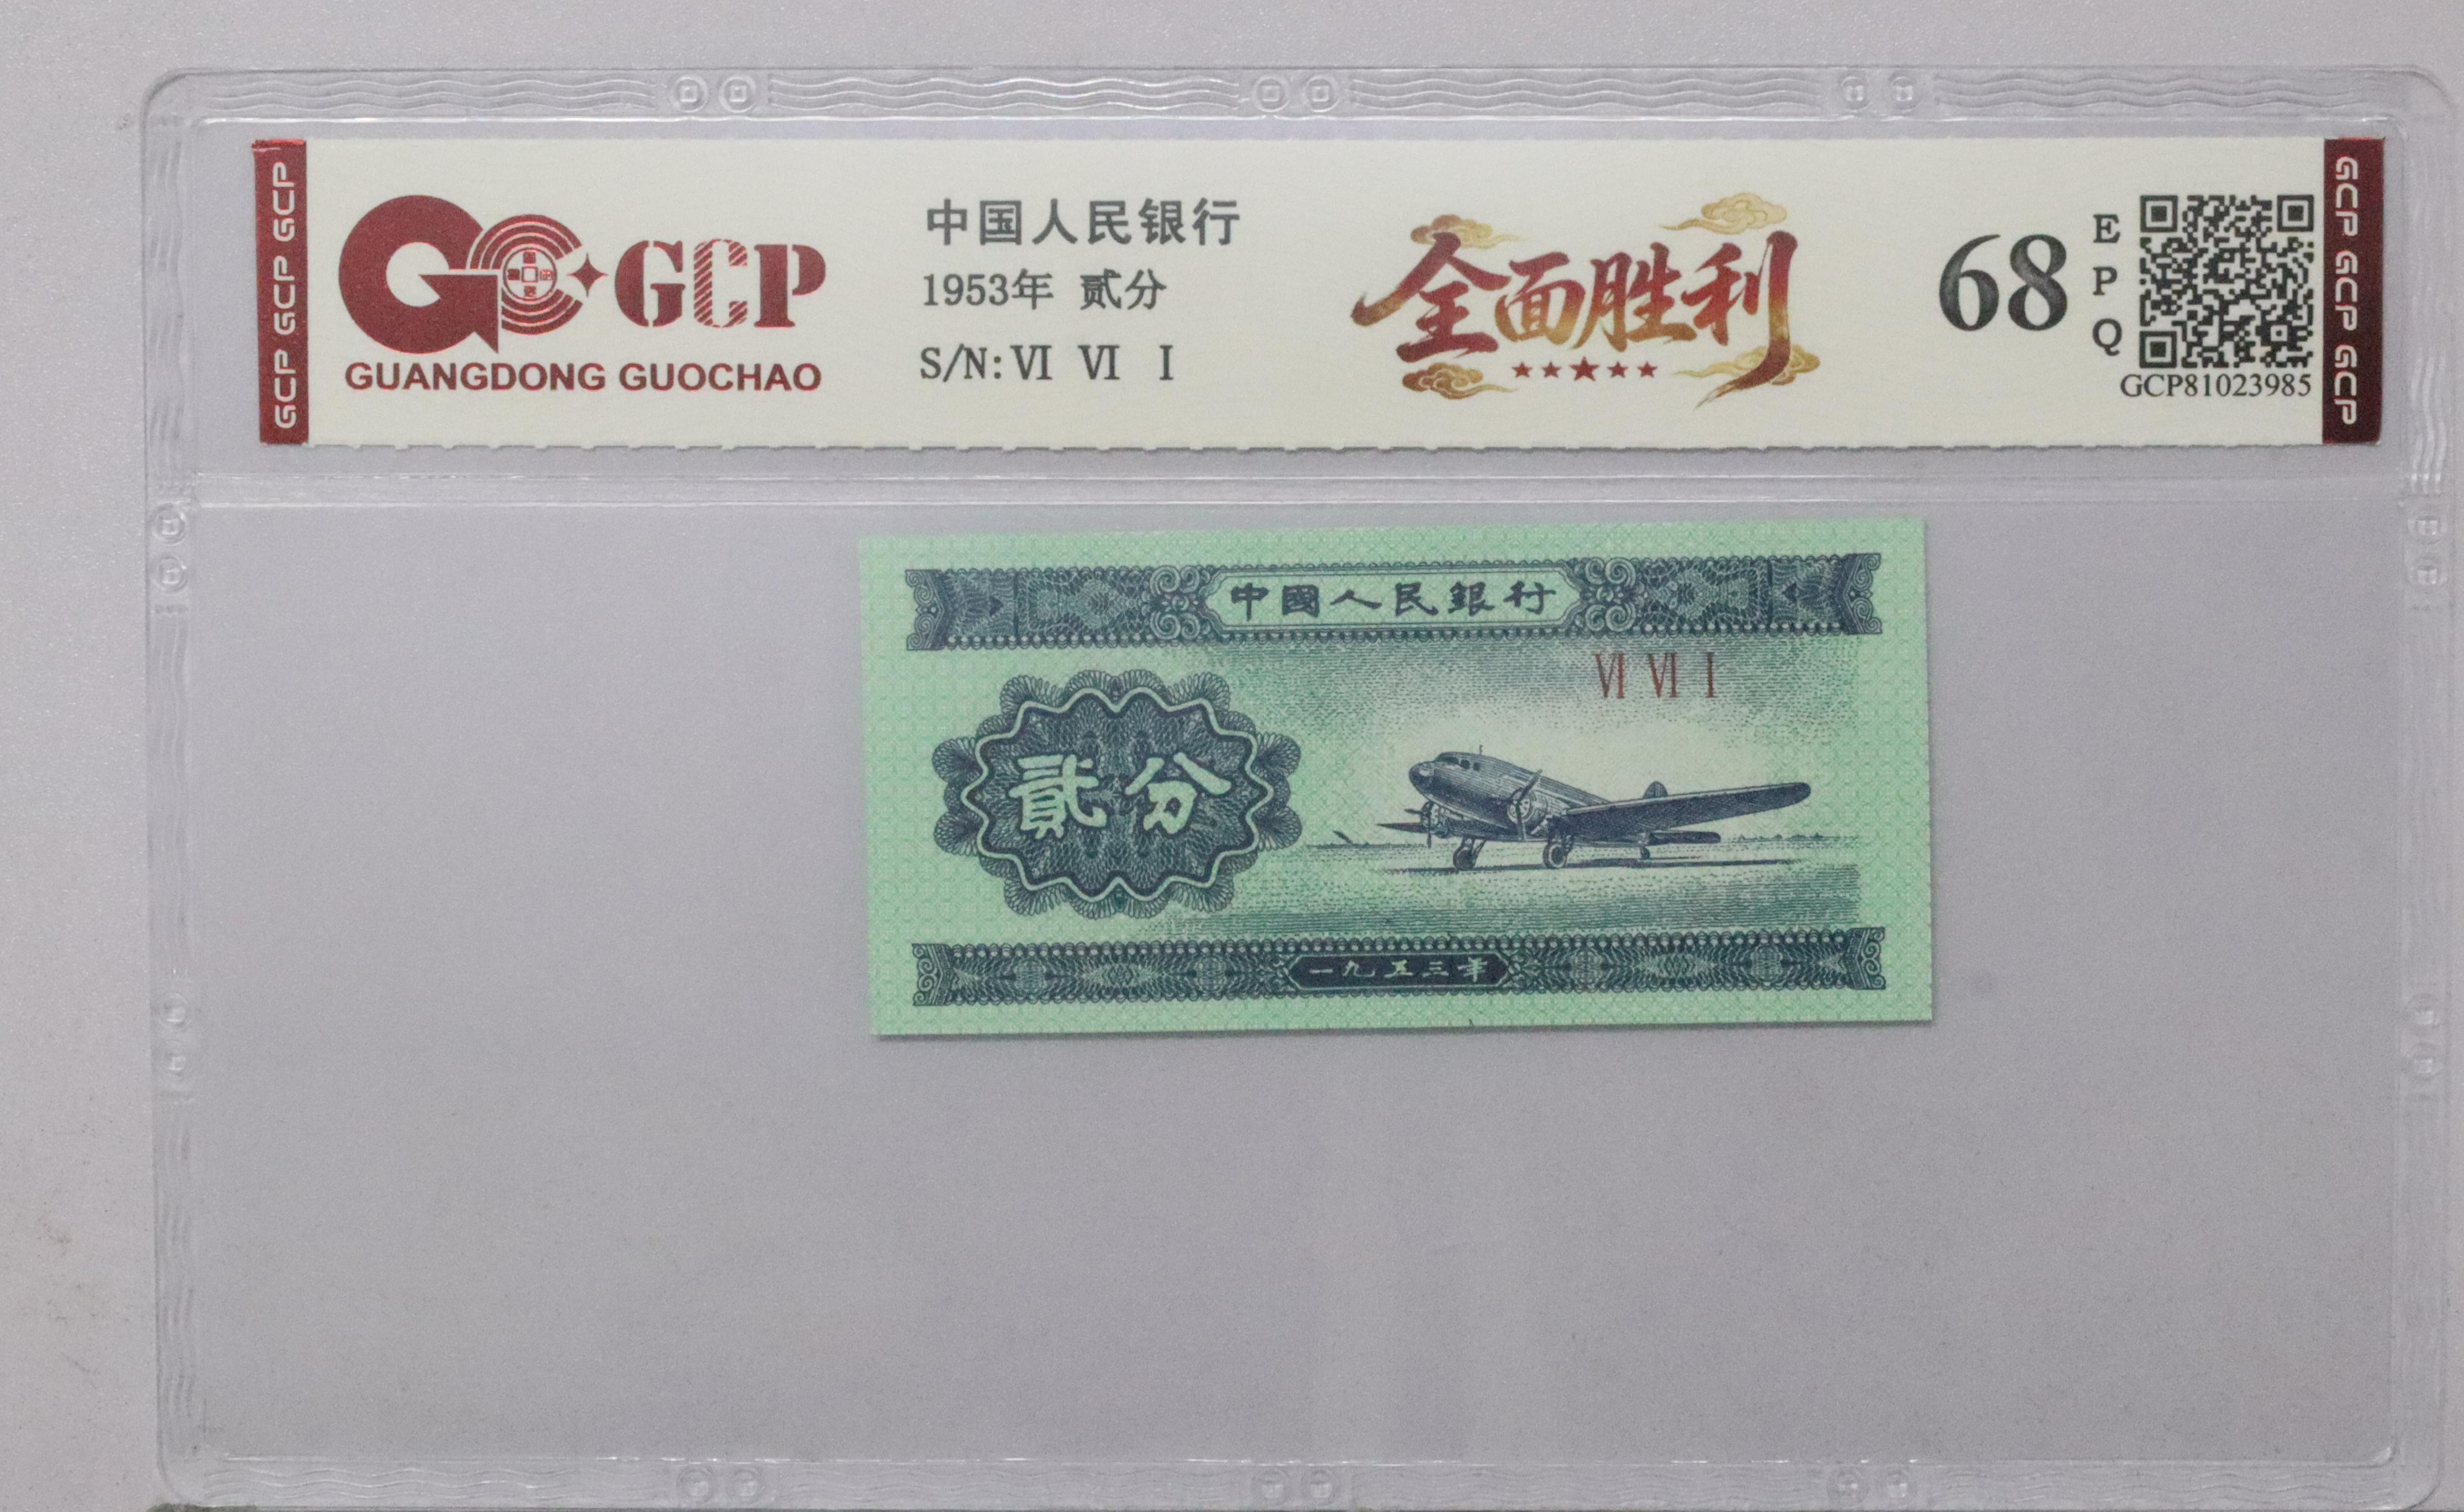 GCP GCP GCP
GCP
GUANGDONG GUOCHAO
中国人民银行
1953年 贰分
S/N: Ⅵ Ⅵ Ⅰ
全面胜利
68
E
P
Q
GCP81023985
GCP GCP GCP
中國人民銀行
Ⅵ Ⅵ Ⅰ
貳分
一九五三年